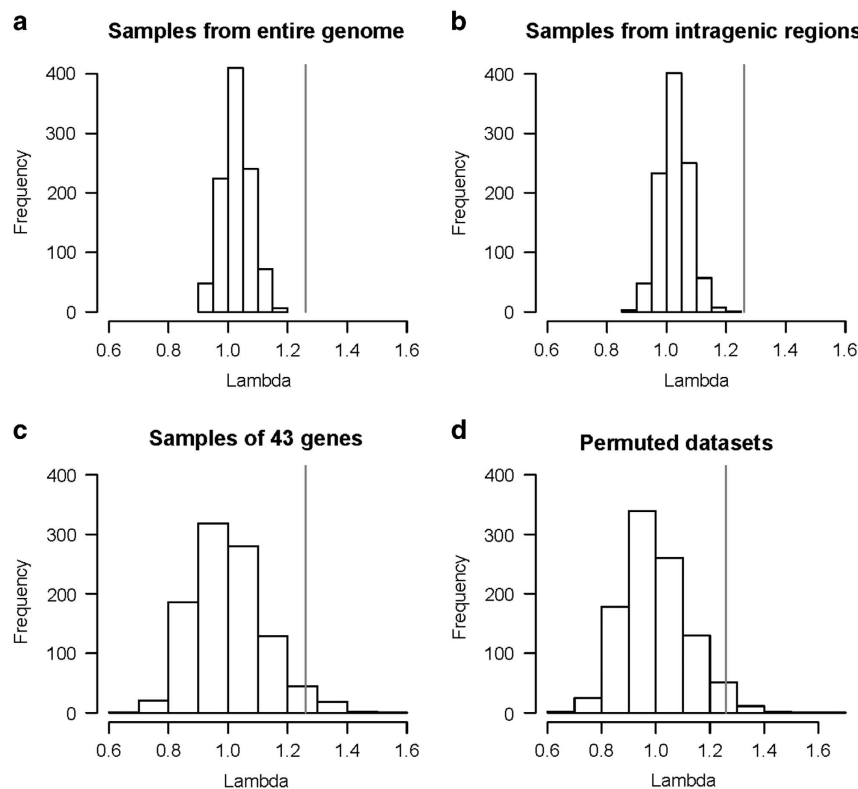 a
Samples from entire genome
400
300
200
100
0
Frequency
0.6 0.8 1.0 1.2 1.4 1.6
Lambda
b
Samples from intragenic regions
400
300
200
100
0
Frequency
0.6 0.8 1.0 1.2 1.4 1.6
Lambda
c
Samples of 43 genes
400
300
200
100
0
Frequency
0.6 0.8 1.0 1.2 1.4 1.6
Lambda
d
Permuted datasets
400
300
200
100
0
Frequency
0.6 0.8 1.0 1.2 1.4 1.6
Lambda